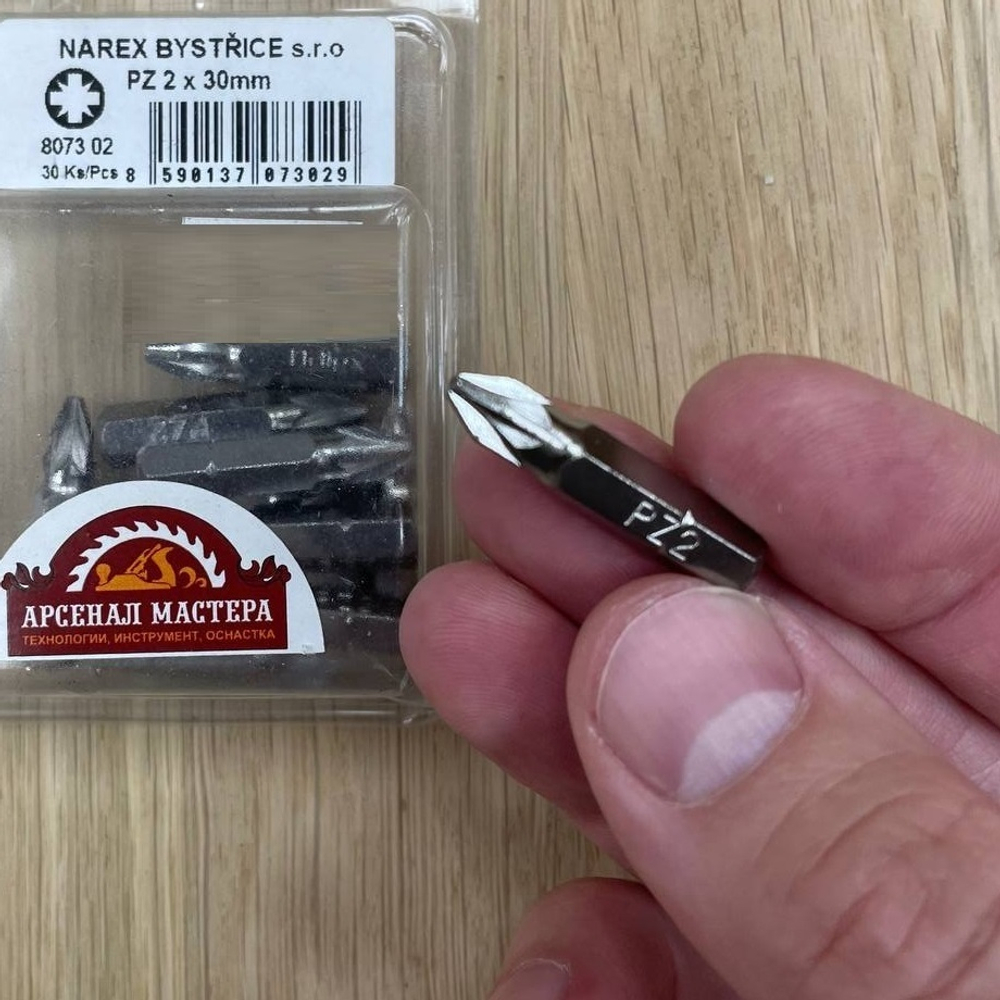 NAREX BYSTŘICE s.r.o
PZ 2 x 30mm
8073 02
30 Ks/Pcs
8 590137 073029
АРСЕНАЛ МАСТЕРА
ТЕХНОЛОГИИ, ИНСТРУМЕНТ, ОСНАСТКА
PZ2